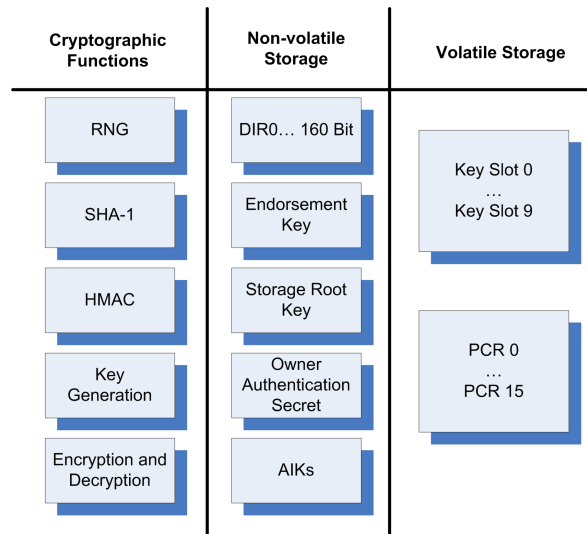 Cryptographic
Functions
RNG
SHA-1
HMAC
Key
Generation
Encryption and
Decryption
Non-volatile
Storage
DIR0... 160 Bit
Endorsement
Key
Storage Root
Key
Owner
Authentication
Secret
AIKs
Volatile Storage
Key Slot 0
...
Key Slot 9
PCR 0
...
PCR 15